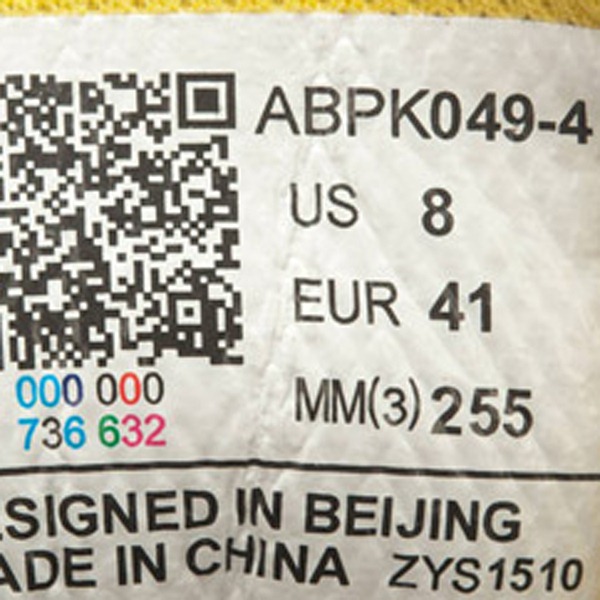 ABPK049-4
US 8
EUR 41
MM(3) 255
000 000
736 632
ESIGNED IN BEIJING
ADE IN CHINA ZYS1510